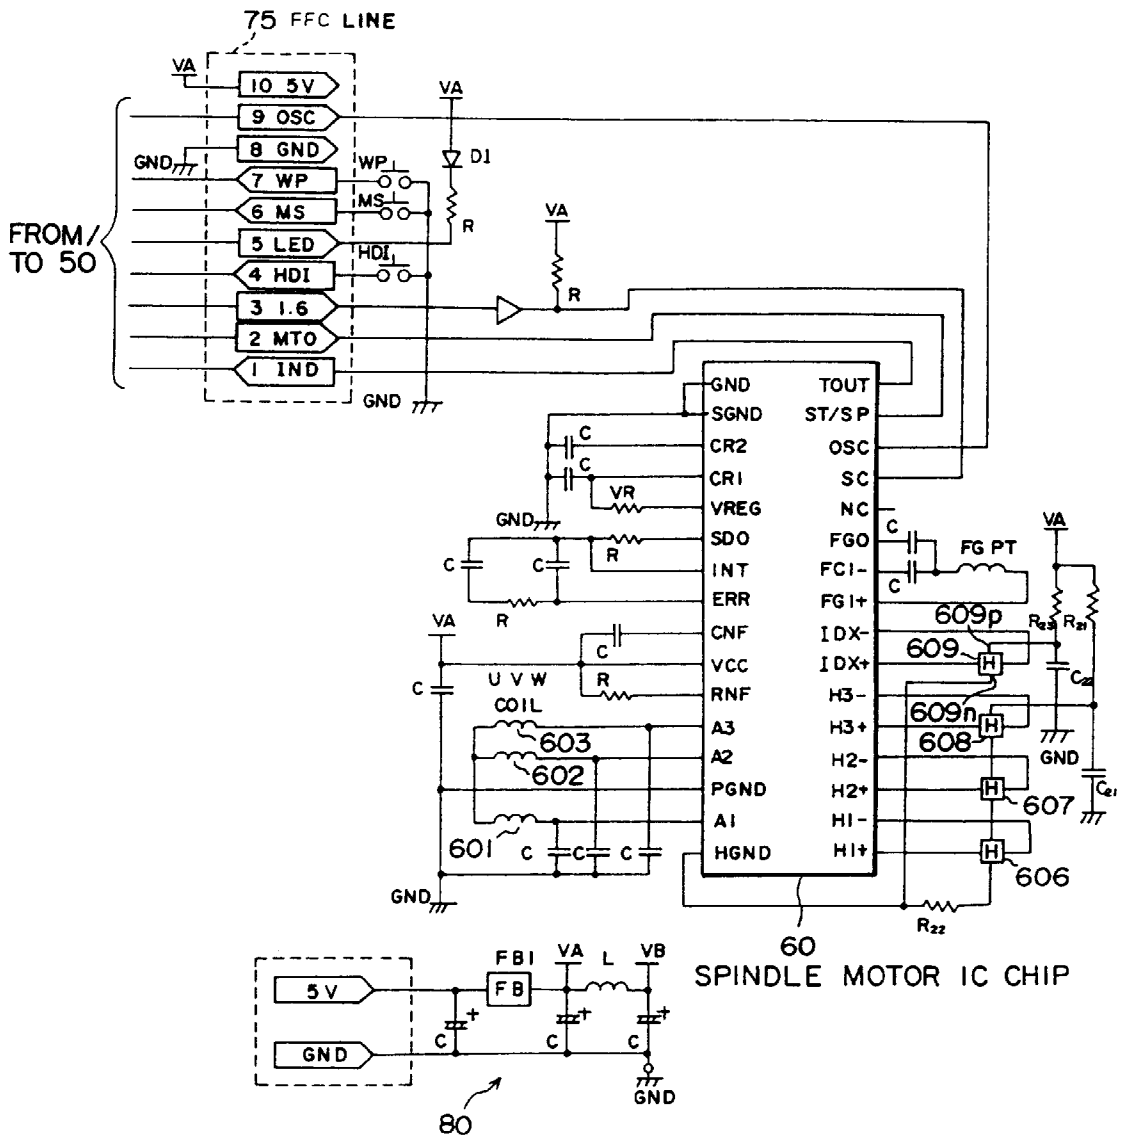 75 FFC LINE
VA
10 5V
VA
9 OSC
GND
8 GND
WP
D1
7 WP
MS
6 MS
R
VA
FROM/
TO 50
5 LED
HDI
4 HDI
R
3 1.6
2 MTO
1 IND
GND
GND
TOUT
SGND
ST/SP
C
CR2
OSC
C
CR1
SC
VR
VREG
NC
GND
C
VA
SDO
FGO
FG PT
R
C
C
INT
FC1-
C
ERR
FG1+
R
R23
R21
609p
VA
CNF
IDX-
C
609
H
C22
VCC
IDX+
U V W
R
C
RNF
H3-
609n
COIL
603
A3
H3+
H
608
GND
602
A2
H2-
C21
PGND
H2+
H
607
601
A1
H1-
C
C
C
HGND
H1+
H
606
GND
R22
60
SPINDLE MOTOR IC CHIP
FB1
VA
L
VB
5V
FB
+
+
+
C
C
C
GND
GND
80